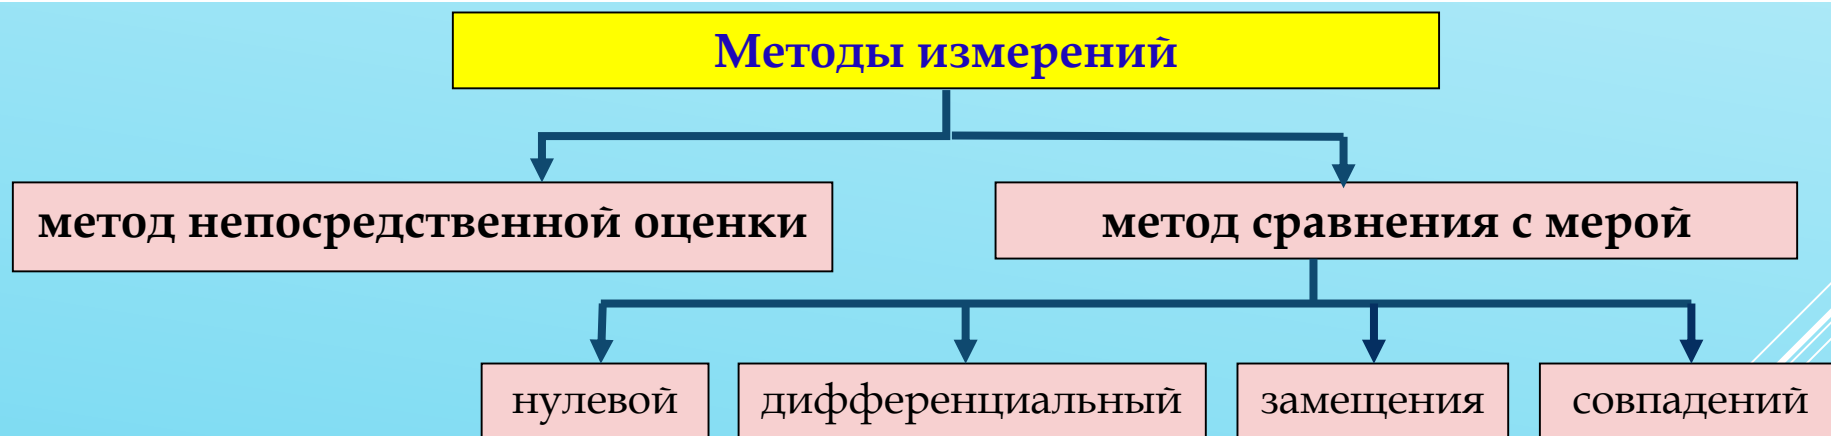 Методы измерений
метод непосредственной оценки
метод сравнения с мерой
нулевой
дифференциальный
замещения
совпадений